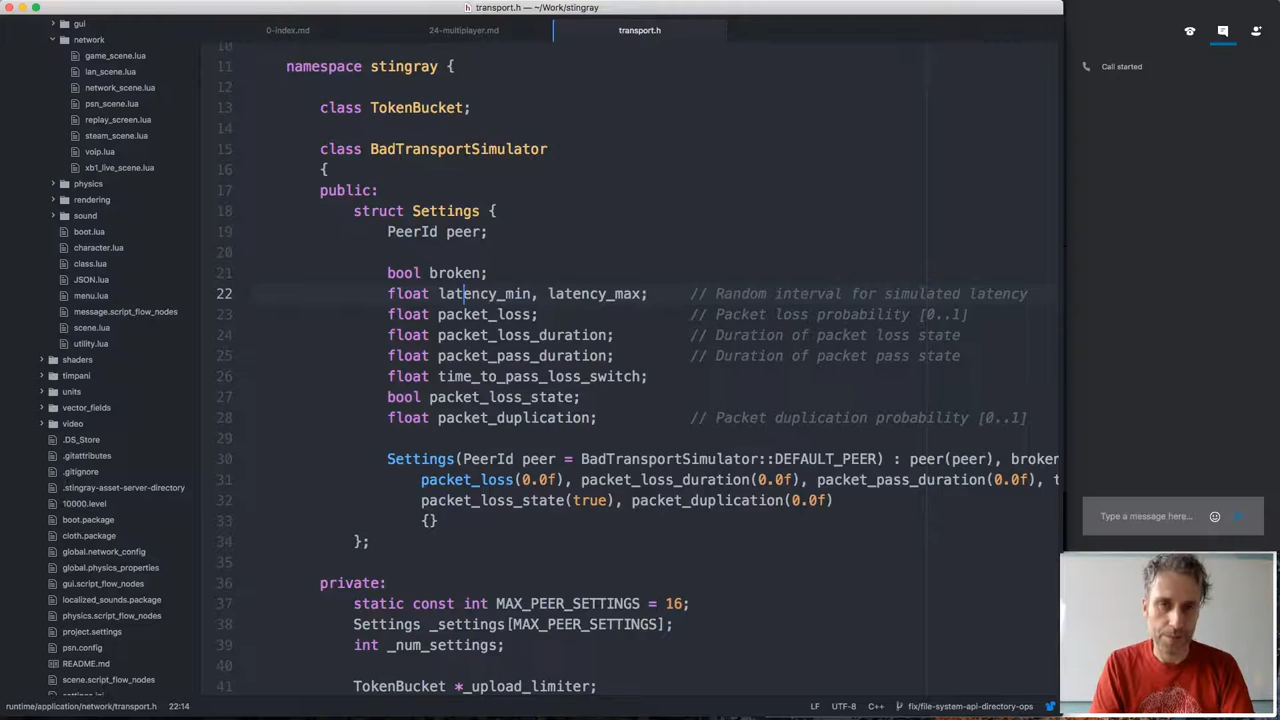 transport.h — ~/Work/stingray
0-index.md
24-multiplayer.md
transport.h
gui
network
game_scene.lua
lan_scene.lua
network_scene.lua
psn_scene.lua
replay_screen.lua
steam_scene.lua
voip.lua
xb1_live_scene.lua
physics
rendering
sound
boot.lua
character.lua
class.lua
JSON.lua
menu.lua
message.script_flow_nodes
scene.lua
utility.lua
shaders
timpani
units
vector_fields
video
.DS_Store
.gitattributes
.gitignore
.stingray-asset-server-directory
10000.level
boot.package
cloth.package
global.network_config
global.physics_properties
gui.script_flow_nodes
localized_sounds.package
physics.script_flow_nodes
project.settings
psn.config
README.md
scene.script_flow_nodes
10
11 namespace stingray {
12
13 class TokenBucket;
14
15 class BadTransportSimulator
16 {
17 public:
18 struct Settings {
19 PeerId peer;
20
21 bool broken;
22 float latency_min, latency_max; // Random interval for simulated latency
23 float packet_loss; // Packet loss probability [0..1]
24 float packet_loss_duration; // Duration of packet loss state
25 float packet_pass_duration; // Duration of packet pass state
26 float time_to_pass_loss_switch;
27 bool packet_loss_state;
28 float packet_duplication; // Packet duplication probability [0..1]
29
30 Settings(PeerId peer = BadTransportSimulator::DEFAULT_PEER) : peer(peer), broken
31 packet_loss(0.0f), packet_loss_duration(0.0f), packet_pass_duration(0.0f), t
32 packet_loss_state(true), packet_duplication(0.0f)
33 {}
34 };
35
36 private:
37 static const int MAX_PEER_SETTINGS = 16;
38 Settings _settings[MAX_PEER_SETTINGS];
39 int _num_settings;
40
41 TokenBucket *_upload_limiter;
runtime/application/network/transport.h 22:14
LF UTF-8 C++ fix/file-system-api-directory-ops
Call started
Type a message here...